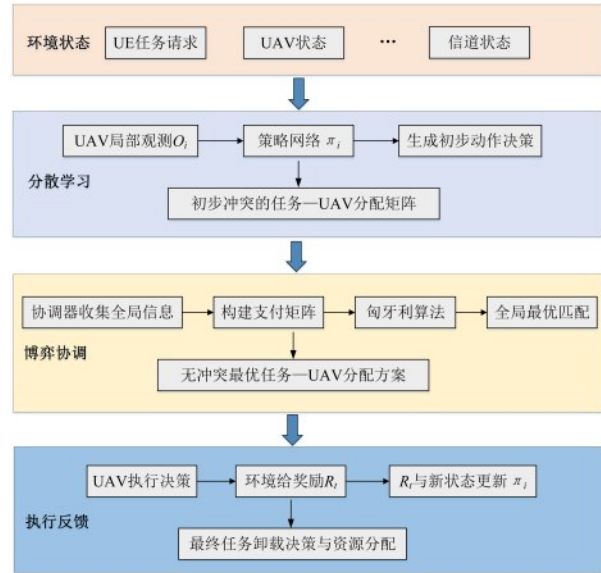 环境状态 UE任务请求 UAV状态 … 信道状态
UAV局部观测Oi 策略网络 πi 生成初步动作决策
分散学习
初步冲突的任务—UAV分配矩阵
协调器收集全局信息 构建支付矩阵 匈牙利算法 全局最优匹配
博弈协调
无冲突最优任务—UAV分配方案
UAV执行决策 环境给奖励Rt Rt与新状态更新 πi
执行反馈
最终任务卸载决策与资源分配